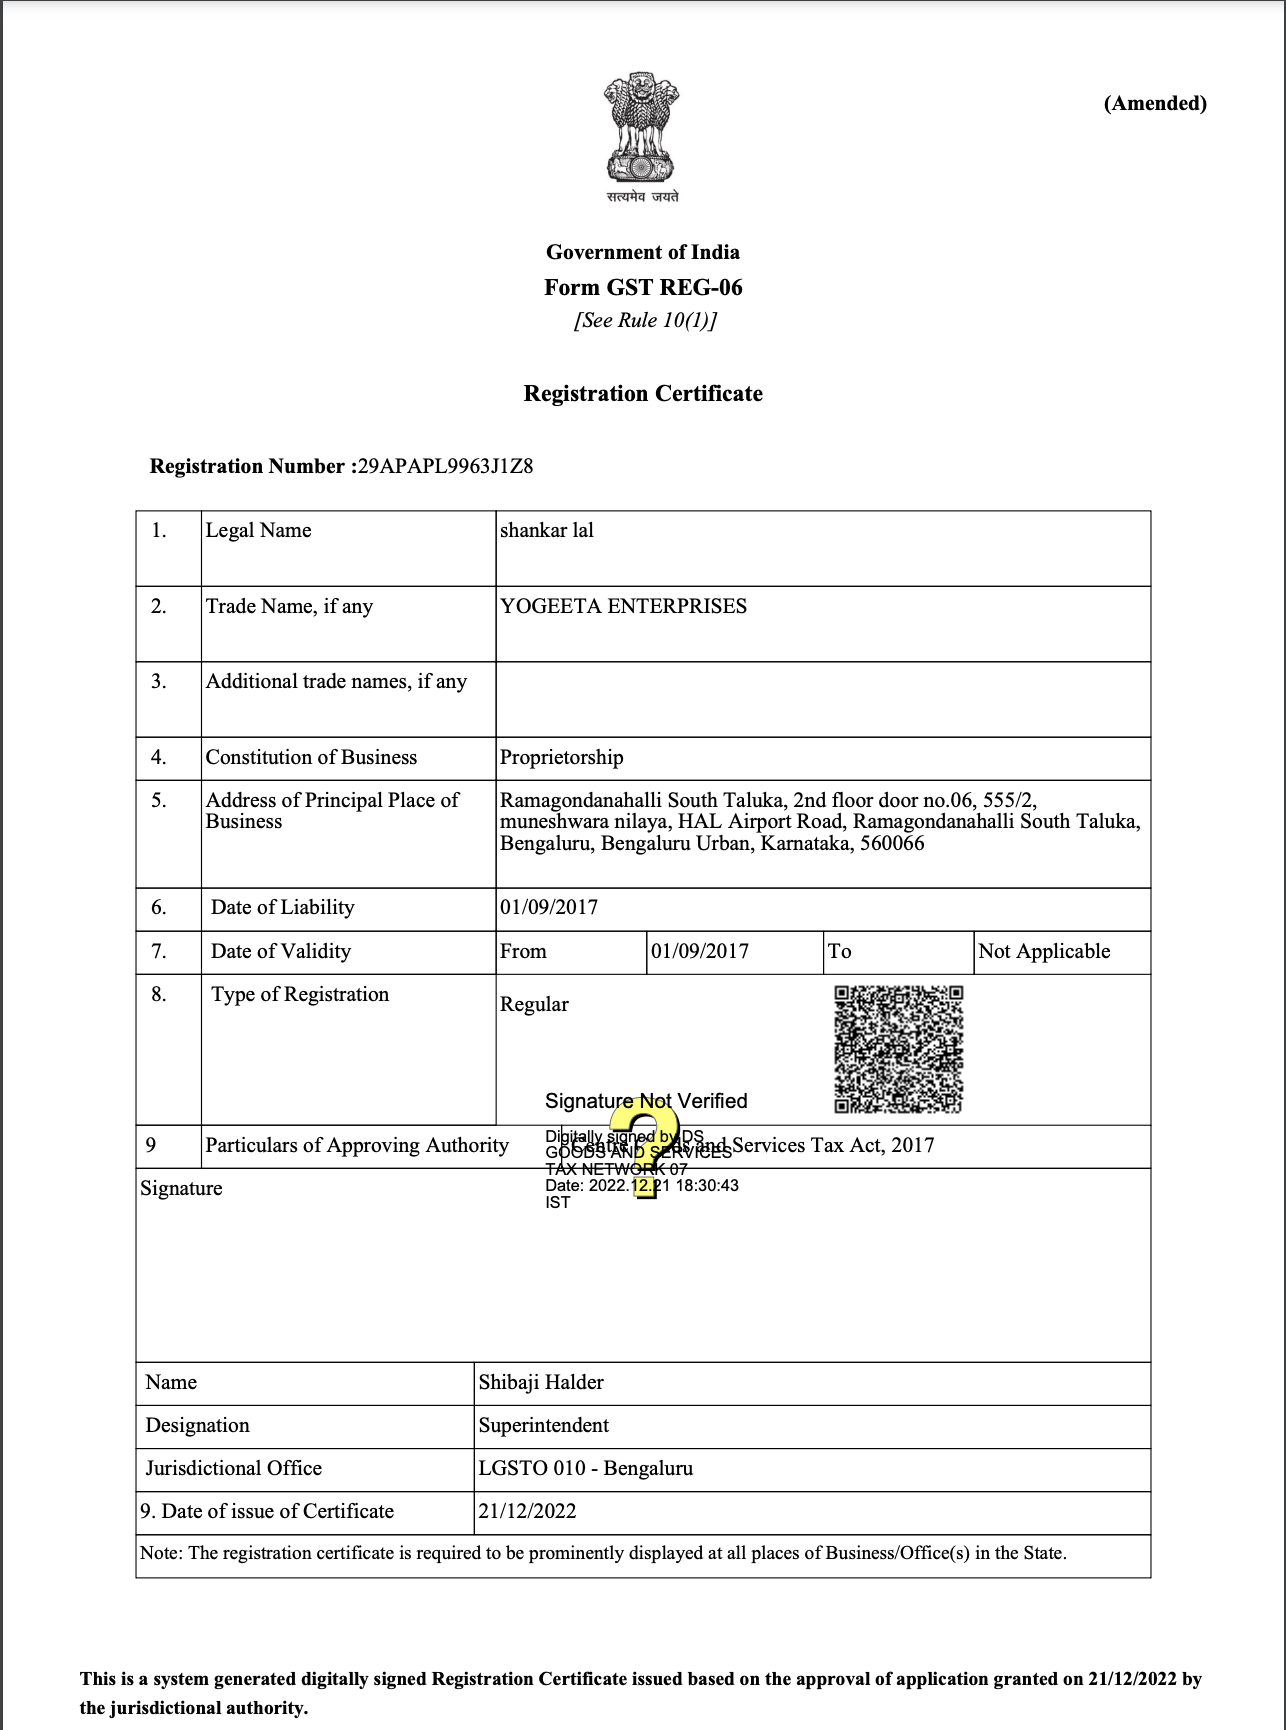 (Amended)
सत्यमेव जयते
Government of India
Form GST REG-06
[See Rule 10(1)]
Registration Certificate
Registration Number :29APAPL9963J1Z8
1. Legal Name shankar lal
2. Trade Name, if any YOGEETA ENTERPRISES
3. Additional trade names, if any
4. Constitution of Business Proprietorship
5. Address of Principal Place of Business Ramagondanahalli South Taluka, 2nd floor door no.06, 555/2,
muneshwara nilaya, HAL Airport Road, Ramagondanahalli South Taluka,
Bengaluru, Bengaluru Urban, Karnataka, 560066
6. Date of Liability 01/09/2017
7. Date of Validity From 01/09/2017 To Not Applicable
8. Type of Registration Regular
Signature Not Verified
Digitally signed by DS
GOODS AND SERVICES
TAX NETWORK 07
Date: 2022.12.21 18:30:43
IST
9 Particulars of Approving Authority Centre and Services Tax Act, 2017
Signature
Name Shibaji Halder
Designation Superintendent
Jurisdictional Office LGSTO 010 - Bengaluru
9. Date of issue of Certificate 21/12/2022
Note: The registration certificate is required to be prominently displayed at all places of Business/Office(s) in the State.
This is a system generated digitally signed Registration Certificate issued based on the approval of application granted on 21/12/2022 by
the jurisdictional authority.